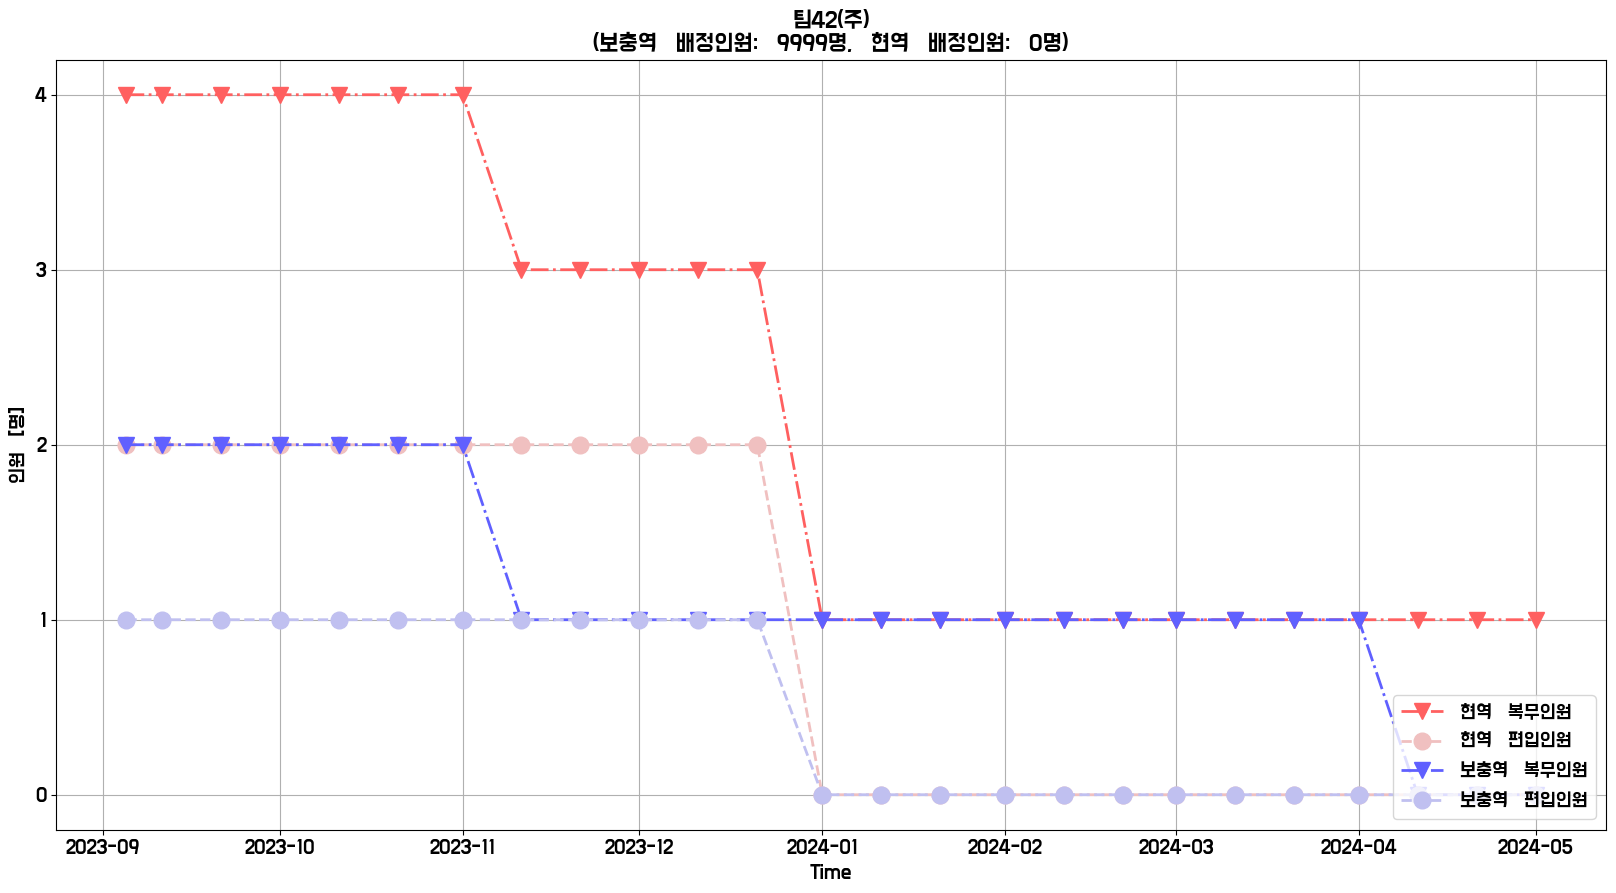 팀42(주)
(보충역 배정인원: 9999명, 현역 배정인원: 0명)
인원 [명]
4
3
2
1
0
현역 복무인원
현역 편입인원
보충역 복무인원
보충역 편입인원
2023-09 2023-10 2023-11 2023-12 2024-01 2024-02 2024-03 2024-04 2024-05
Time